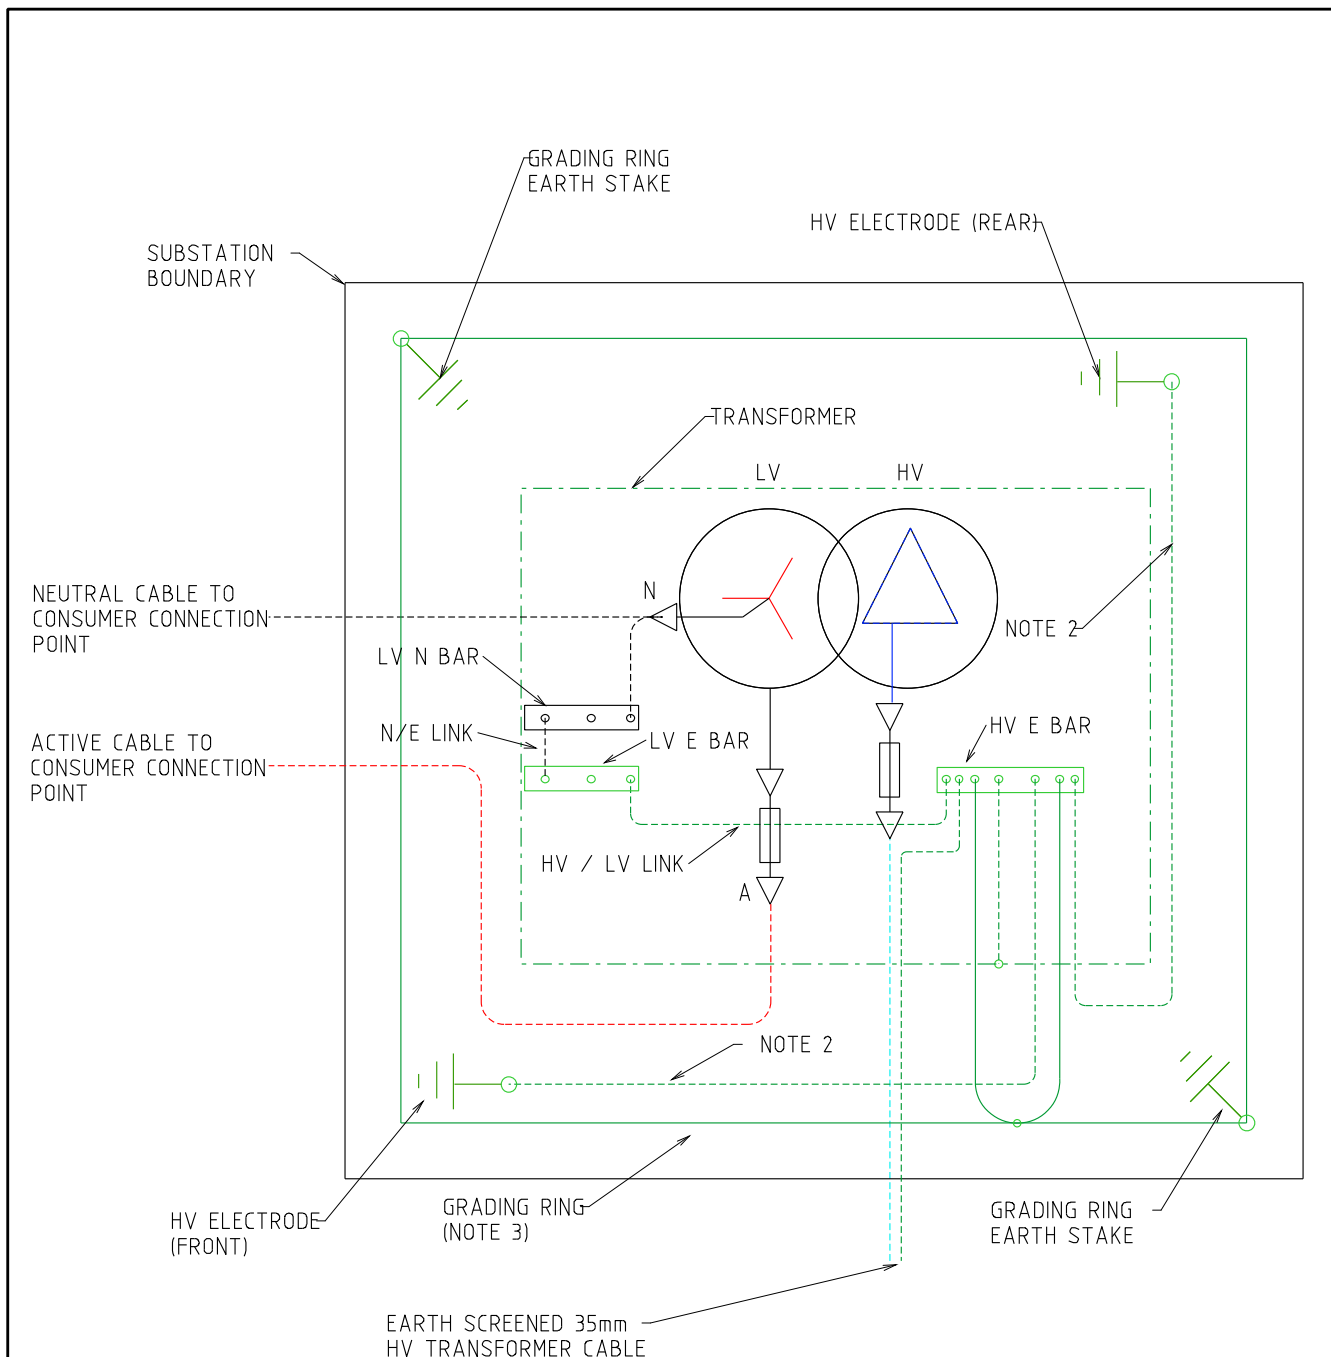 GRADING RING
EARTH STAKE
HV ELECTRODE (REAR)
SUBSTATION
BOUNDARY
TRANSFORMER
LV
HV
NEUTRAL CABLE TO
CONSUMER CONNECTION
POINT
N
NOTE 2
LV N BAR
N/E LINK
LV E BAR
HV E BAR
ACTIVE CABLE TO
CONSUMER CONNECTION
POINT
HV / LV LINK
A
NOTE 2
HV ELECTRODE
(FRONT)
GRADING RING
(NOTE 3)
GRADING RING
EARTH STAKE
EARTH SCREENED 35mm
HV TRANSFORMER CABLE